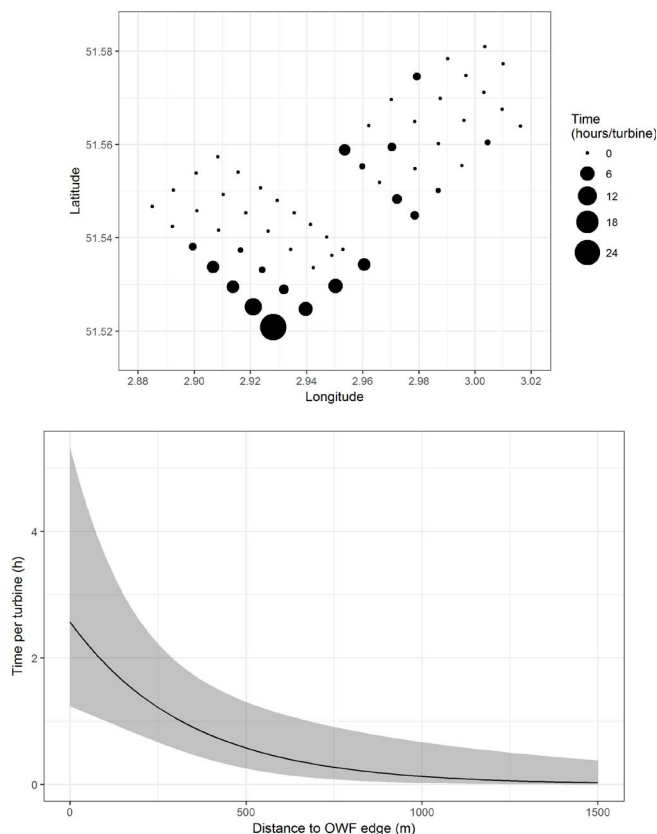 51.58
51.56
51.54
51.52
Latitude
2.88 2.90 2.92 2.94 2.96 2.98 3.00 3.02
Longitude
Time
(hours/turbine)
0
6
12
18
24
4
2
0
Time per turbine (h)
0 500 1000 1500
Distance to OWF edge (m)